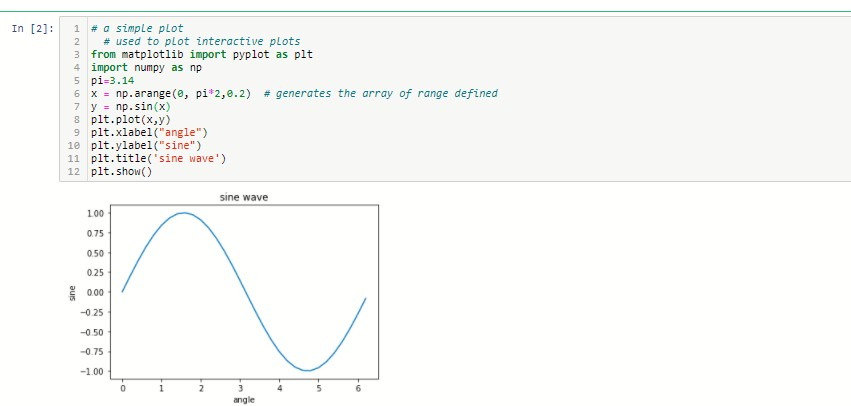 In [2]:
1 # a simple plot
2 # used to plot interactive plots
3 from matplotlib import pyplot as plt
4 import numpy as np
5 pi=3.14
6 x = np.arange(0, pi*2,0.2) # generates the array of range defined
7 y = np.sin(x)
8 plt.plot(x,y)
9 plt.xlabel("angle")
10 plt.ylabel("sine")
11 plt.title('sine wave')
12 plt.show()
sine wave
1.00
0.75
0.50
0.25
0.00
−0.25
−0.50
−0.75
−1.00
sine
0 1 2 3 4 5 6
angle